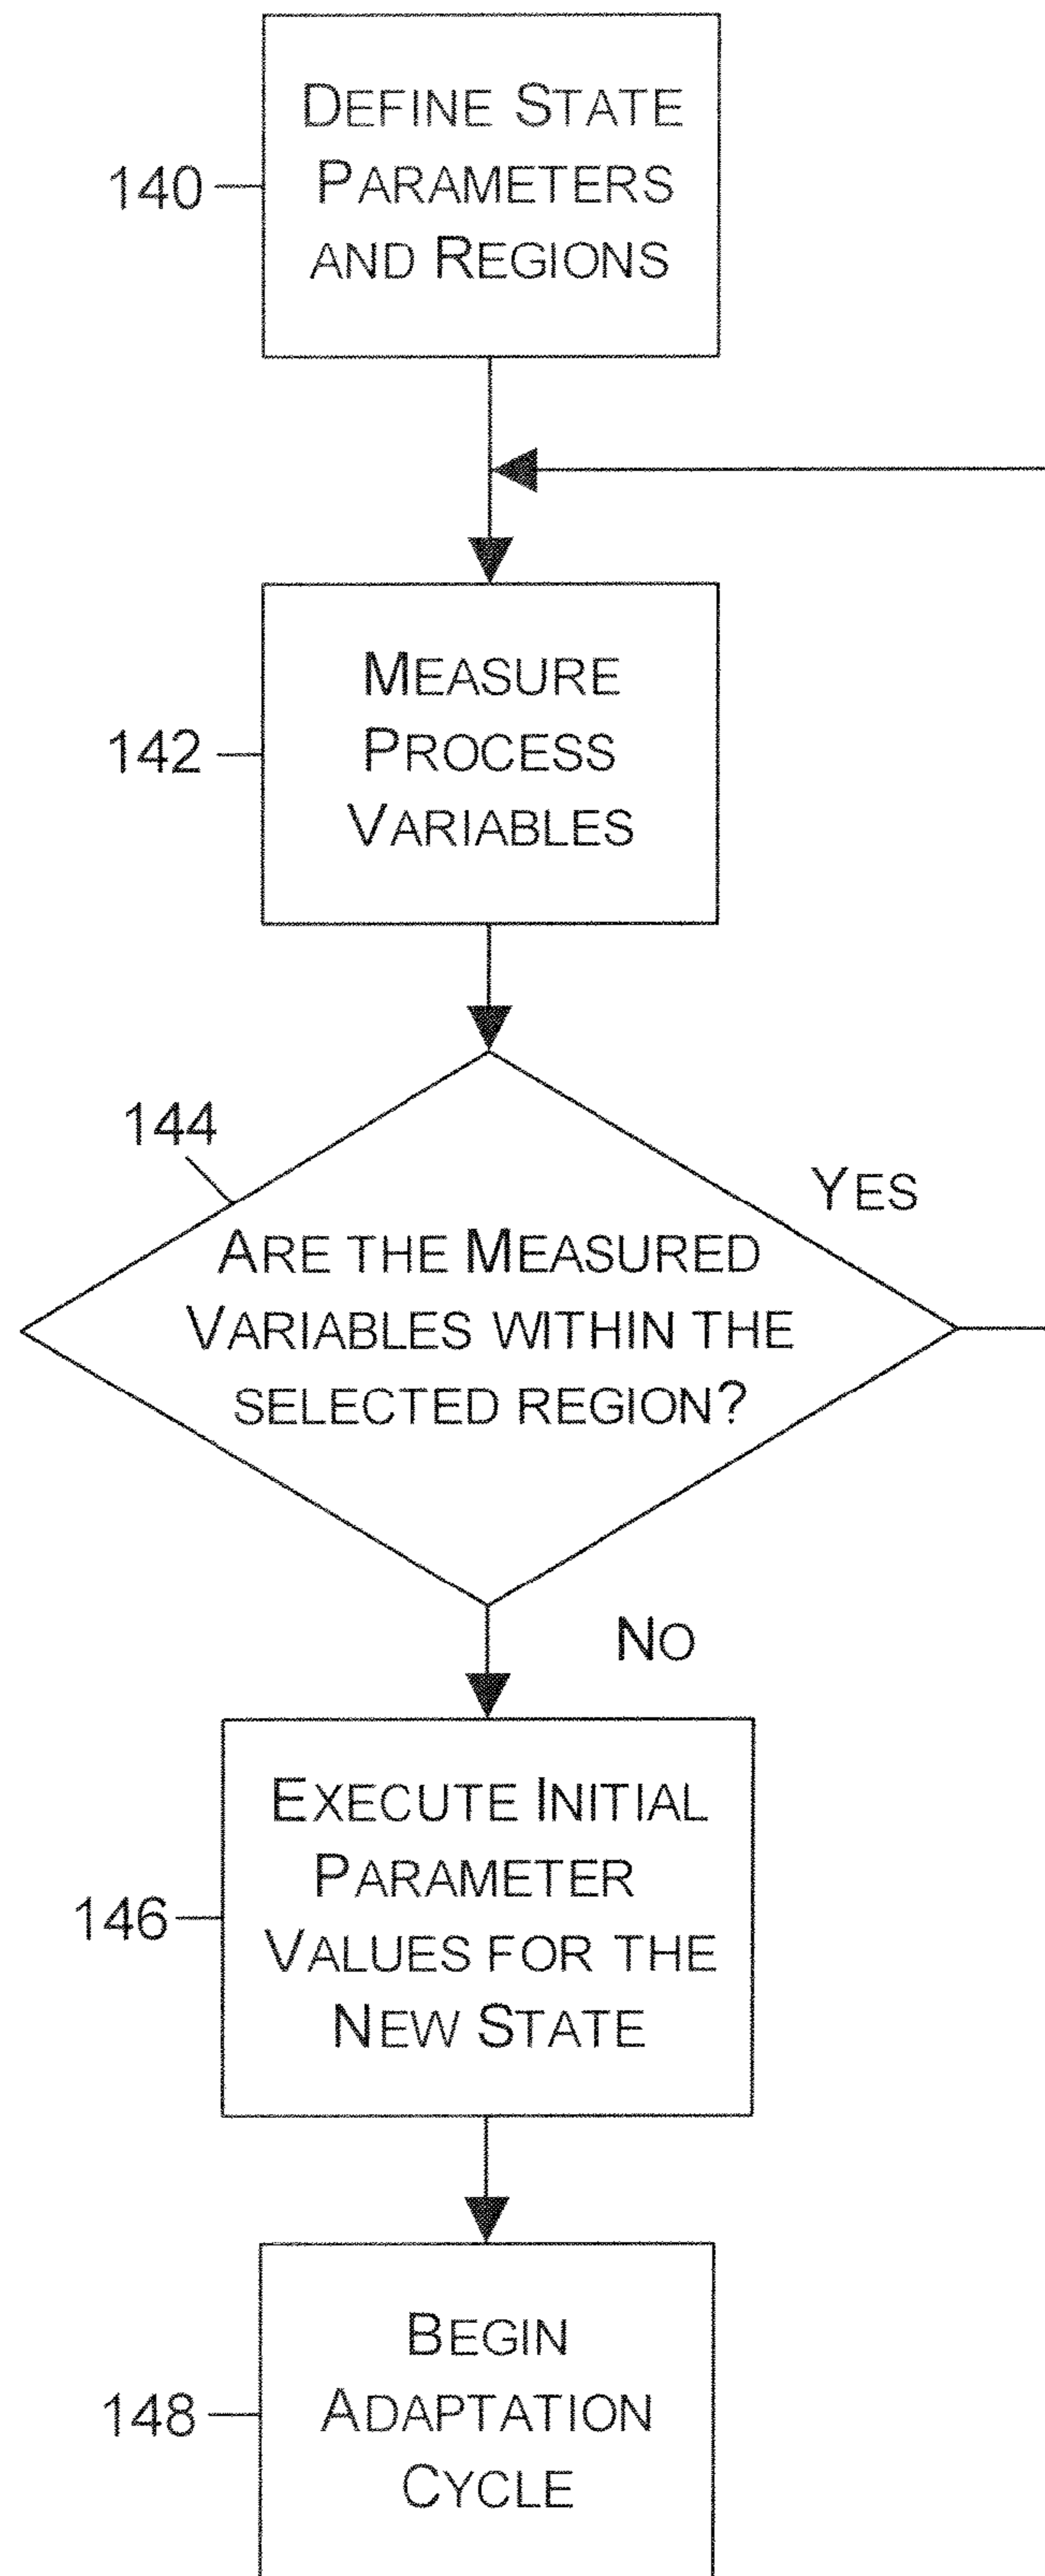 DEFINE STATE
PARAMETERS
AND REGIONS
140
MEASURE
PROCESS
VARIABLES
142
144
YES
ARE THE MEASURED
VARIABLES WITHIN THE
SELECTED REGION?
NO
EXECUTE INITIAL
PARAMETER
VALUES FOR THE
NEW STATE
146
BEGIN
ADAPTATION
CYCLE
148